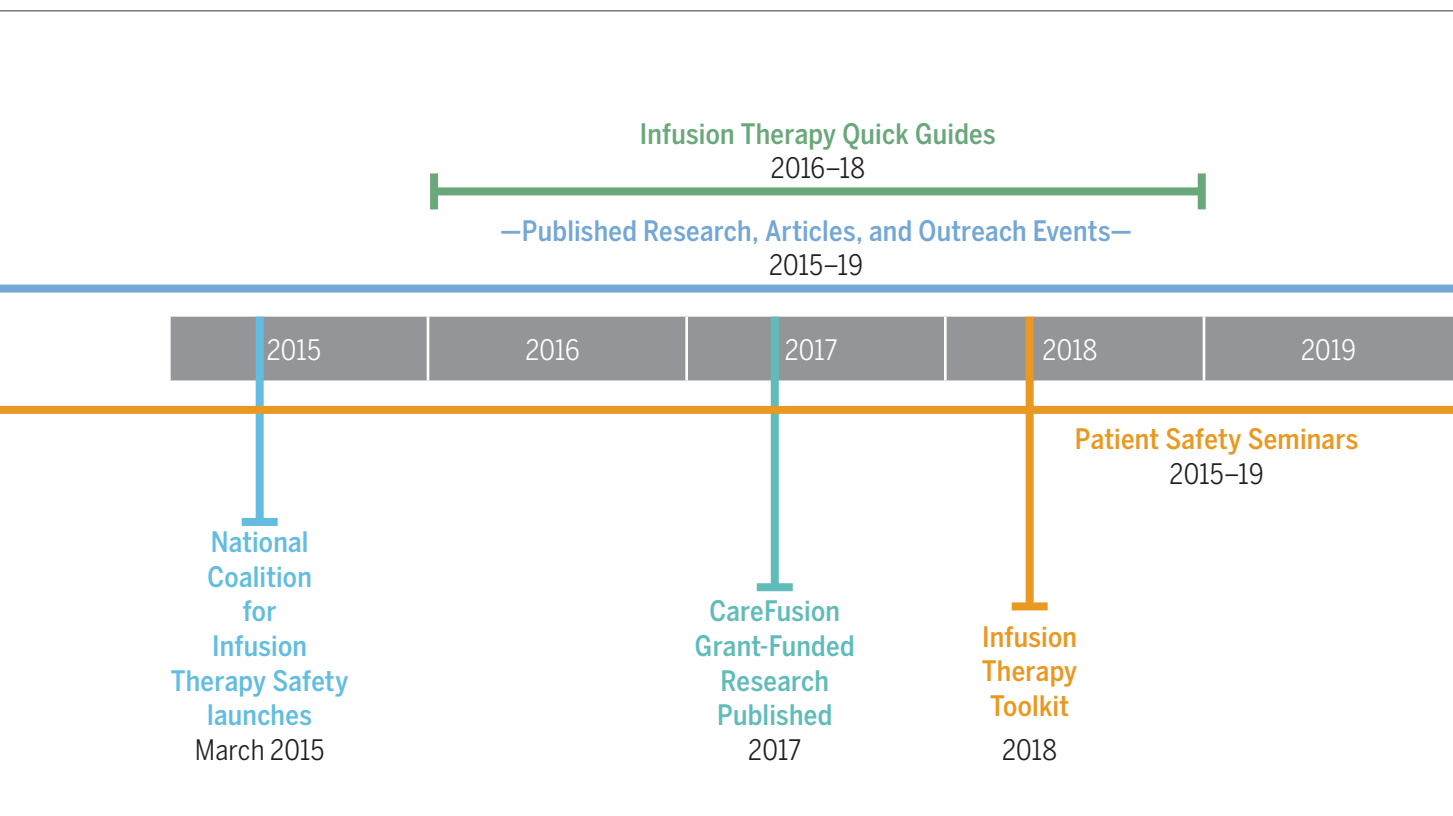 Infusion Therapy Quick Guides
2016–18
—Published Research, Articles, and Outreach Events—
2015–19
2015
2016
2017
2018
2019
Patient Safety Seminars
2015–19
National
Coalition
for
Infusion
Therapy Safety
launches
March 2015
CareFusion
Grant-Funded
Research
Published
2017
Infusion
Therapy
Toolkit
2018